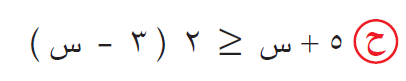 ح ٥ + س ≤ ٢ ( ٣ - س )